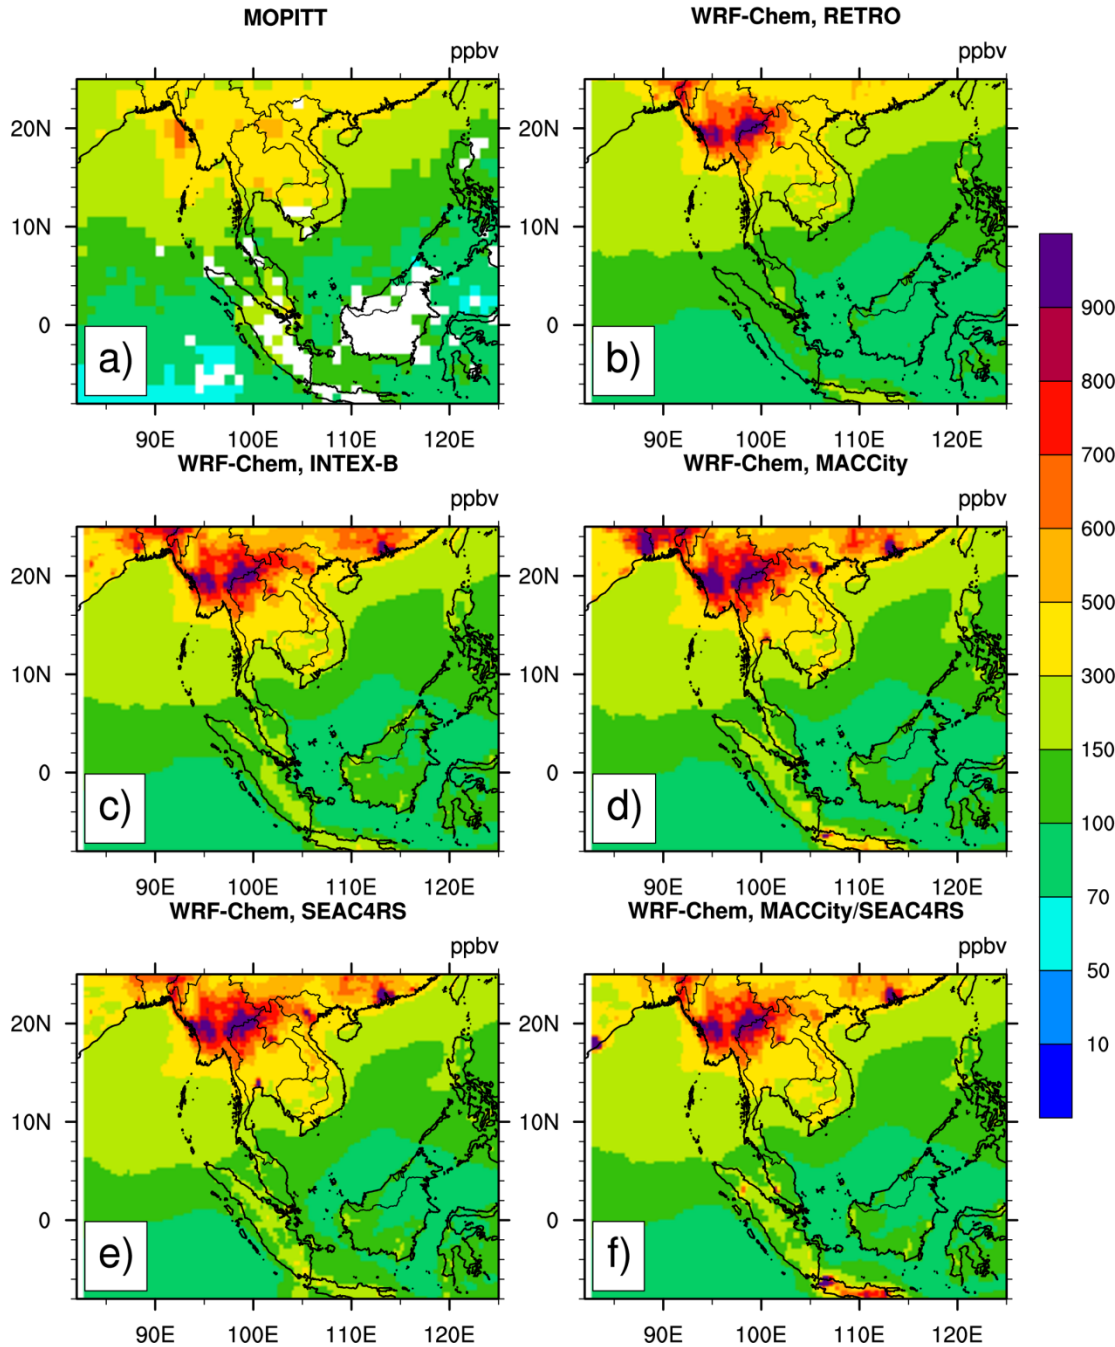 MOPITT
WRF-Chem, RETRO
ppbv
ppbv
20N
10N
0
20N
10N
0
a)
b)
90E 100E 110E 120E
90E 100E 110E 120E
WRF-Chem, INTEX-B
WRF-Chem, MACCity
ppbv
ppbv
20N
10N
0
20N
10N
0
c)
d)
90E 100E 110E 120E
90E 100E 110E 120E
WRF-Chem, SEAC4RS
WRF-Chem, MACCity/SEAC4RS
ppbv
ppbv
20N
10N
0
20N
10N
0
e)
f)
90E 100E 110E 120E
90E 100E 110E 120E
900
800
700
600
500
300
150
100
70
50
10